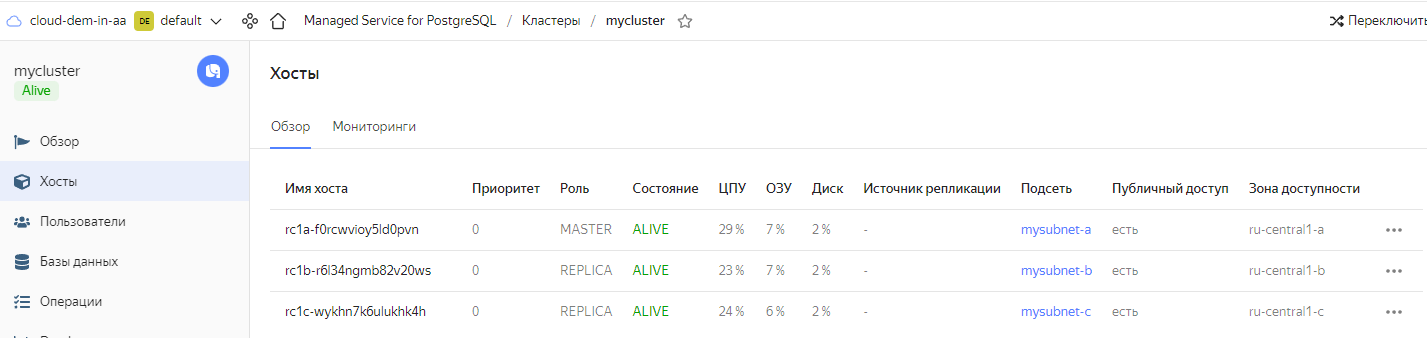 cloud-dem-in-aa DE default Managed Service for PostgreSQL / Кластеры / mycluster Переключить
mycluster
Alive
Обзор
Хосты
Пользователи
Базы данных
Операции
Хосты
Обзор Мониторинги
Имя хоста Приоритет Роль Состояние ЦПУ ОЗУ Диск Источник репликации Подсеть Публичный доступ Зона доступности
rc1a-f0rcwvioy5ld0pvn 0 MASTER ALIVE 29 % 7 % 2 % - mysubnet-a есть ru-central1-a
rc1b-r6l34ngmb82v20ws 0 REPLICA ALIVE 23 % 7 % 2 % - mysubnet-b есть ru-central1-b
rc1c-wykhn7k6ulukhk4h 0 REPLICA ALIVE 24 % 6 % 2 % - mysubnet-c есть ru-central1-c